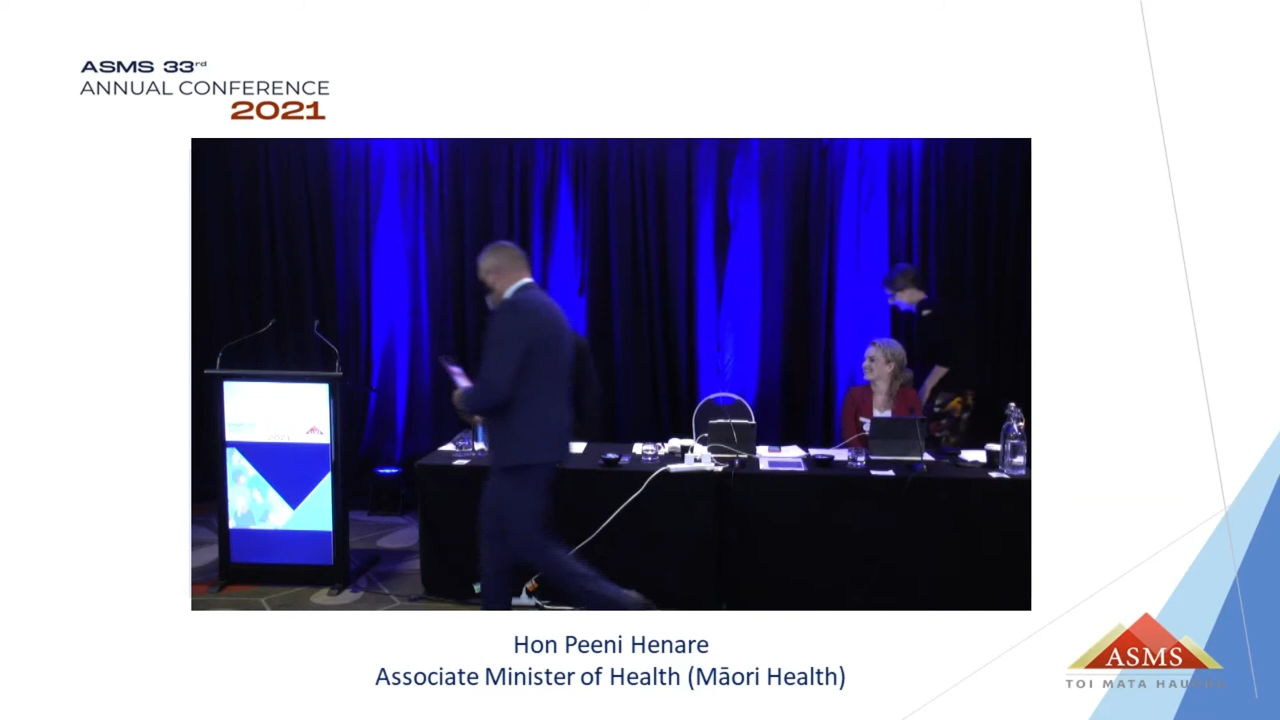 ASMS 33rd
ANNUAL CONFERENCE
2021
Hon Peeni Henare
Associate Minister of Health (Māori Health)
ASMS
TOI MATA HAUORA